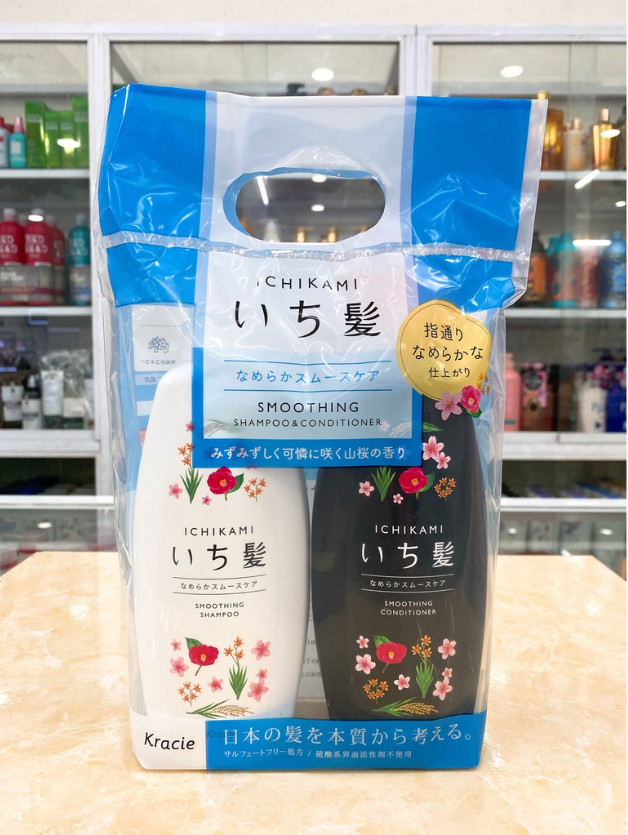 ICHIKAMI
いち髪
なめらかスムースケア
SMOOTHING
SHAMPOO & CONDITIONER
みずみずしく可憐に咲く山桜の香り
指通り
なめらかな
仕上がり
ICHIKAMI
いち髪
なめらかスムースケア
SMOOTHING
SHAMPOO
ICHIKAMI
いち髪
なめらかスムースケア
SMOOTHING
CONDITIONER
Kracie
日本の髪を本質から考える。
サルフェートフリー処方 / 硫酸系界面活性剤不使用